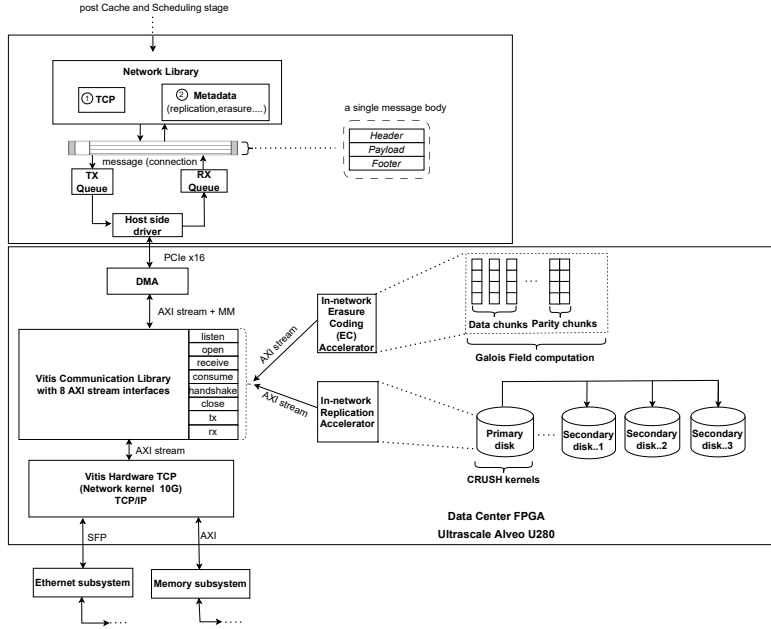 post Cache and Scheduling stage
Network Library
1 TCP
2 Metadata
(replication,erasure....)
a single message body
Header
Payload
Footer
message (connection
TX
Queue
RX
Queue
Host side
driver
PCIe x16
DMA
AXI stream + MM
Vitis Communication Library
with 8 AXI stream interfaces
listen
open
receive
consume
handshake
close
tx
rx
AXI stream
AXI stream
In-network
Erasure
Coding
(EC)
Accelerator
In-network
Replication
Accelerator
Data chunks
Parity chunks
Galois Field computation
Primary
disk
Secondary
disk..1
Secondary
disk..2
Secondary
disk..3
CRUSH kernels
AXI stream
Vitis Hardware TCP
(Network kernel 10G)
TCP/IP
Data Center FPGA
Ultrascale Alveo U280
SFP
AXI
Ethernet subsystem
Memory subsystem